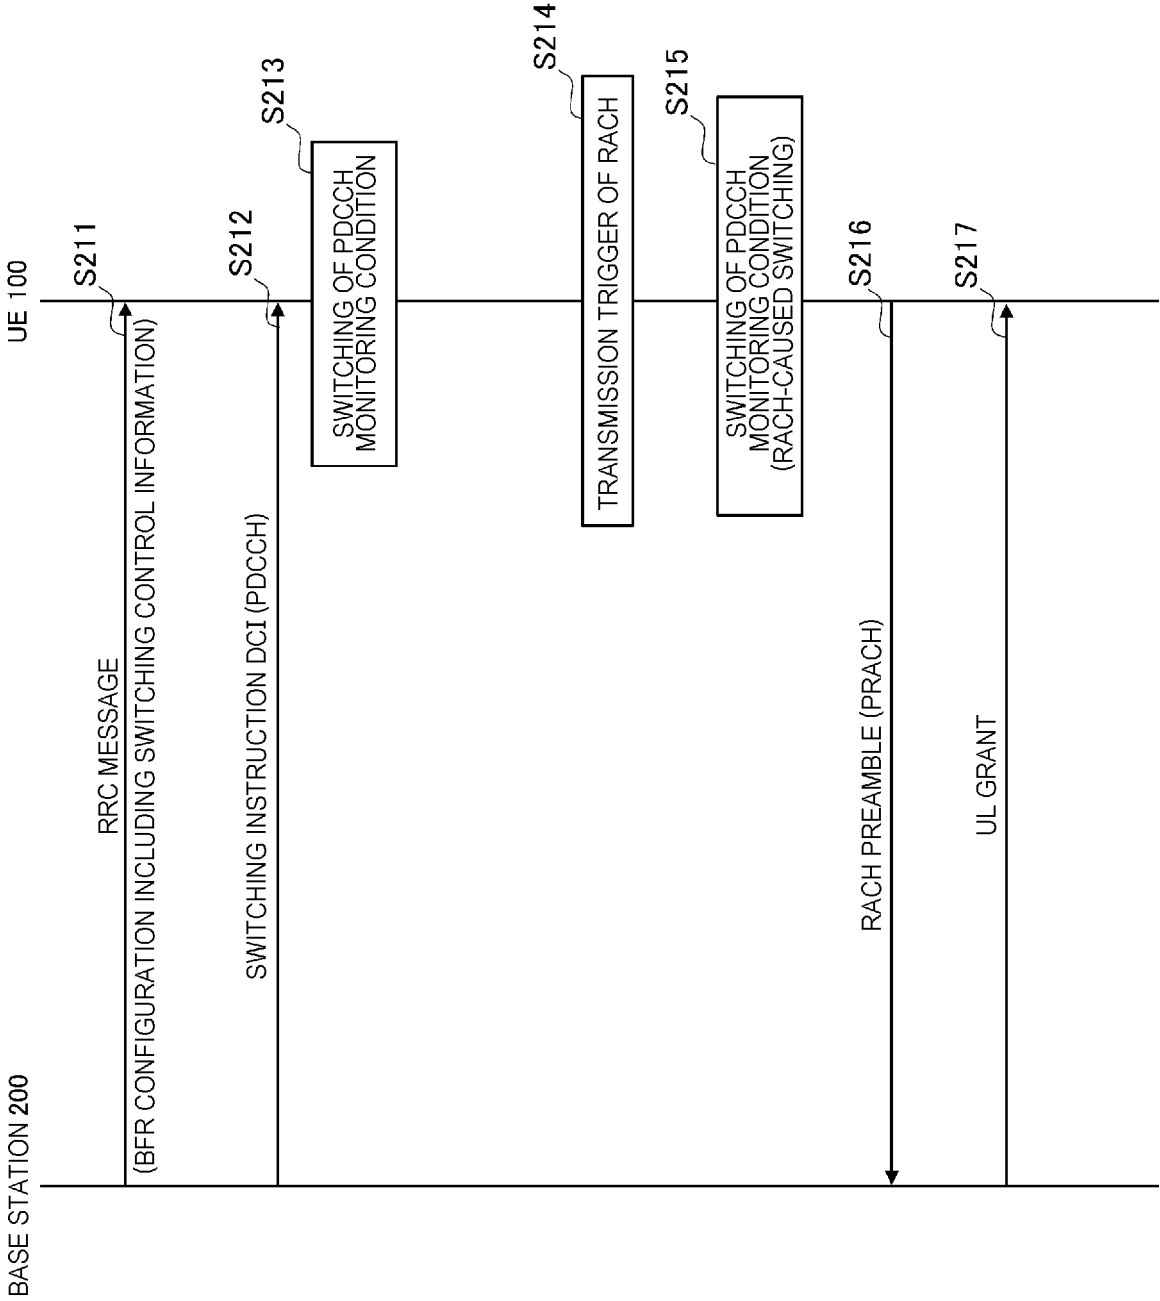 BASE STATION 200
UE 100
S211
RRC MESSAGE
(BFR CONFIGURATION INCLUDING SWITCHING CONTROL INFORMATION)
S212
SWITCHING INSTRUCTION DCI (PDCCH)
S213
SWITCHING OF PDCCH
MONITORING CONDITION
S214
TRANSMISSION TRIGGER OF RACH
S215
SWITCHING OF PDCCH
MONITORING CONDITION
(RACH-CAUSED SWITCHING)
S216
RACH PREAMBLE (PRACH)
S217
UL GRANT